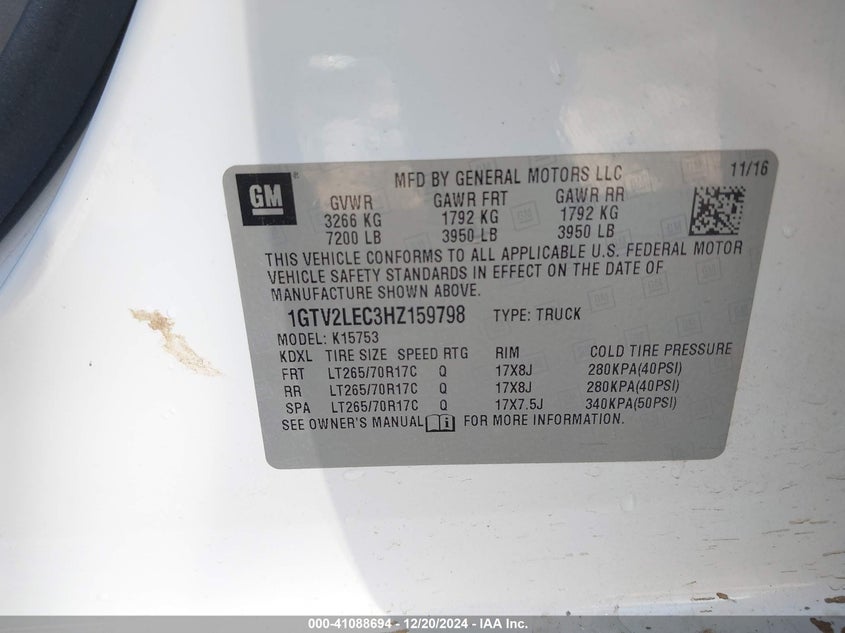 GM
MFD BY GENERAL MOTORS LLC 11/16
GVWR GAWR FRT GAWR RR
3266 KG 1792 KG 1792 KG
7200 LB 3950 LB 3950 LB
THIS VEHICLE CONFORMS TO ALL APPLICABLE U.S. FEDERAL MOTOR
VEHICLE SAFETY STANDARDS IN EFFECT ON THE DATE OF
MANUFACTURE SHOWN ABOVE.
1GTV2LEC3HZ159798 TYPE: TRUCK
MODEL: K15753
KDXL TIRE SIZE SPEED RTG RIM COLD TIRE PRESSURE
FRT LT265/70R17C Q 17X8J 280KPA(40PSI)
RR LT265/70R17C Q 17X8J 280KPA(40PSI)
SPA LT265/70R17C Q 17X7.5J 340KPA(50PSI)
SEE OWNER'S MANUAL FOR MORE INFORMATION.
000-41088694 - 12/20/2024 - IAA Inc.